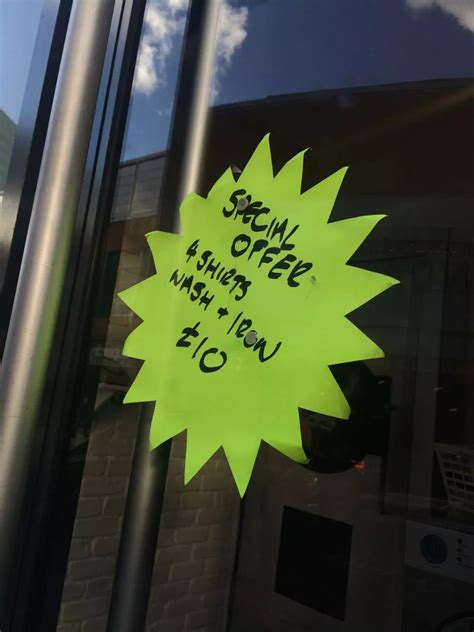 SPECIAL
OFFER
4 SHIRTS
WASH + IRON
£10